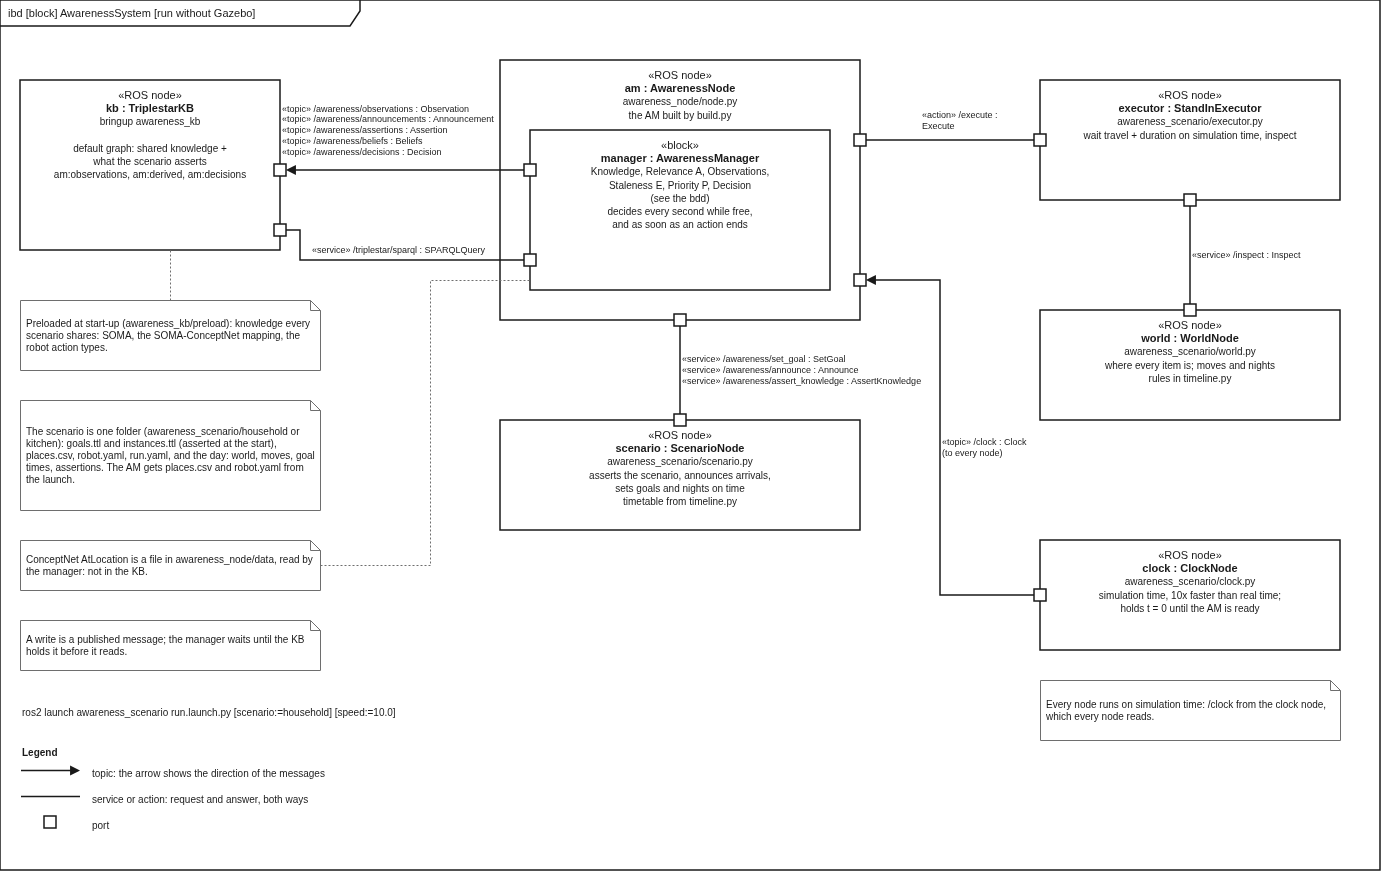 ibd [block] AwarenessSystem [run without Gazebo]
«ROS node»
kb : TriplestarKB
bringup awareness_kb
default graph: shared knowledge +
what the scenario asserts
am:observations, am:derived, am:decisions
«topic» /awareness/observations : Observation
«topic» /awareness/announcements : Announcement
«topic» /awareness/assertions : Assertion
«topic» /awareness/beliefs : Beliefs
«topic» /awareness/decisions : Decision
«service» /triplestar/sparql : SPARQLQuery
«ROS node»
am : AwarenessNode
awareness_node/node.py
the AM built by build.py
«block»
manager : AwarenessManager
Knowledge, Relevance A, Observations,
Staleness E, Priority P, Decision
(see the bdd)
decides every second while free,
and as soon as an action ends
«action» /execute :
Execute
«ROS node»
executor : StandInExecutor
awareness_scenario/executor.py
wait travel + duration on simulation time, inspect
«service» /inspect : Inspect
«ROS node»
world : WorldNode
awareness_scenario/world.py
where every item is; moves and nights
rules in timeline.py
«service» /awareness/set_goal : SetGoal
«service» /awareness/announce : Announce
«service» /awareness/assert_knowledge : AssertKnowledge
«ROS node»
scenario : ScenarioNode
awareness_scenario/scenario.py
asserts the scenario, announces arrivals,
sets goals and nights on time
timetable from timeline.py
«topic» /clock : Clock
(to every node)
«ROS node»
clock : ClockNode
awareness_scenario/clock.py
simulation time, 10x faster than real time;
holds t = 0 until the AM is ready
Every node runs on simulation time: /clock from the clock node,
which every node reads.
Preloaded at start-up (awareness_kb/preload): knowledge every
scenario shares: SOMA, the SOMA-ConceptNet mapping, the
robot action types.
The scenario is one folder (awareness_scenario/household or
kitchen): goals.ttl and instances.ttl (asserted at the start),
places.csv, robot.yaml, run.yaml, and the day: world, moves, goal
times, assertions. The AM gets places.csv and robot.yaml from
the launch.
ConceptNet AtLocation is a file in awareness_node/data, read by
the manager: not in the KB.
A write is a published message; the manager waits until the KB
holds it before it reads.
ros2 launch awareness_scenario run.launch.py [scenario:=household] [speed:=10.0]
Legend
topic: the arrow shows the direction of the messages
service or action: request and answer, both ways
port